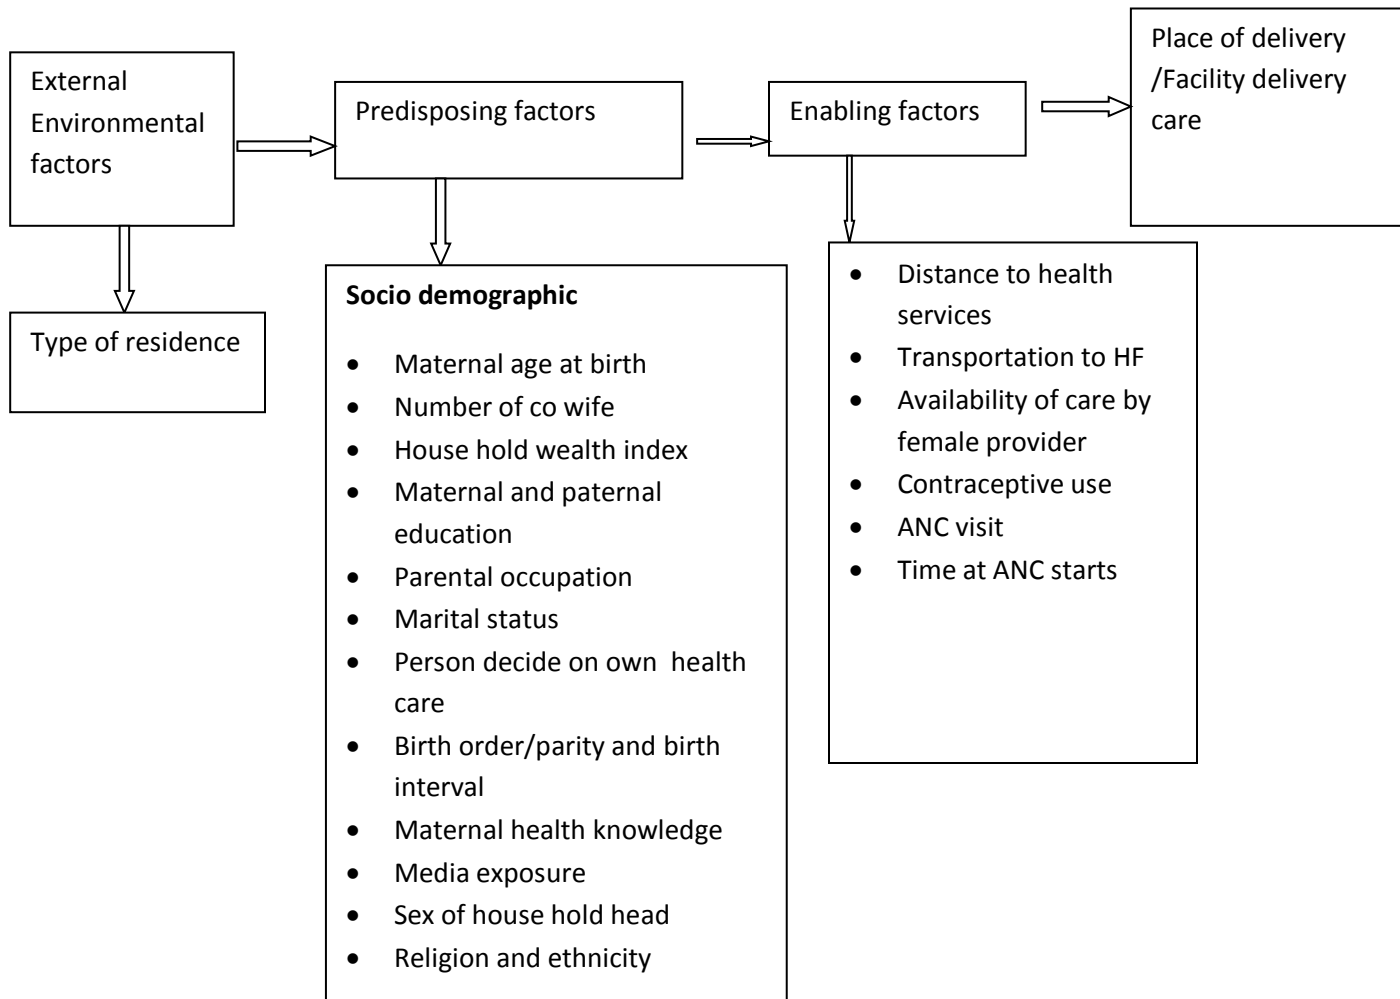 External
Environmental
factors
Predisposing factors
Enabling factors
Place of delivery
/Facility delivery
care
Type of residence
Socio demographic
• Maternal age at birth
• Number of co wife
• House hold wealth index
• Maternal and paternal
education
• Parental occupation
• Marital status
• Person decide on own health
care
• Birth order/parity and birth
interval
• Maternal health knowledge
• Media exposure
• Sex of house hold head
• Religion and ethnicity
• Distance to health
services
• Transportation to HF
• Availability of care by
female provider
• Contraceptive use
• ANC visit
• Time at ANC starts